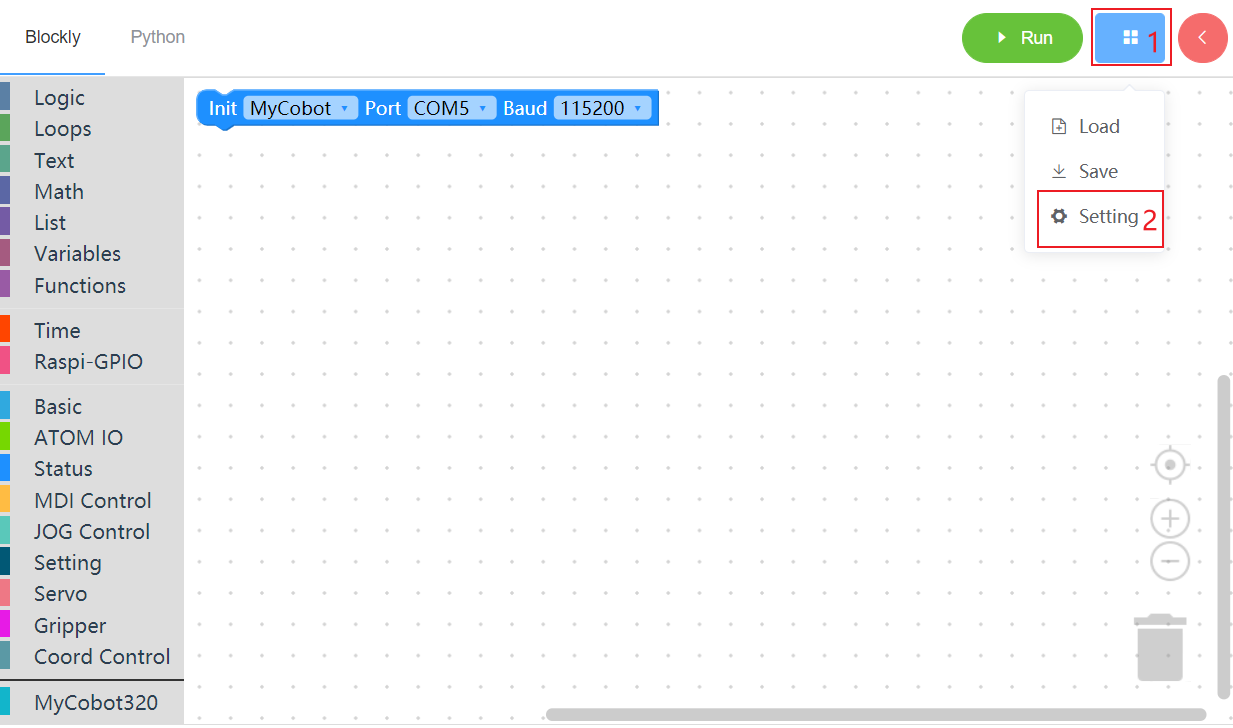 Blockly Python Run 1
Init MyCobot Port COM5 Baud 115200
Load
Save
Setting 2
Logic
Loops
Text
Math
List
Variables
Functions
Time
Raspi-GPIO
Basic
ATOM IO
Status
MDI Control
JOG Control
Setting
Servo
Gripper
Coord Control
MyCobot320